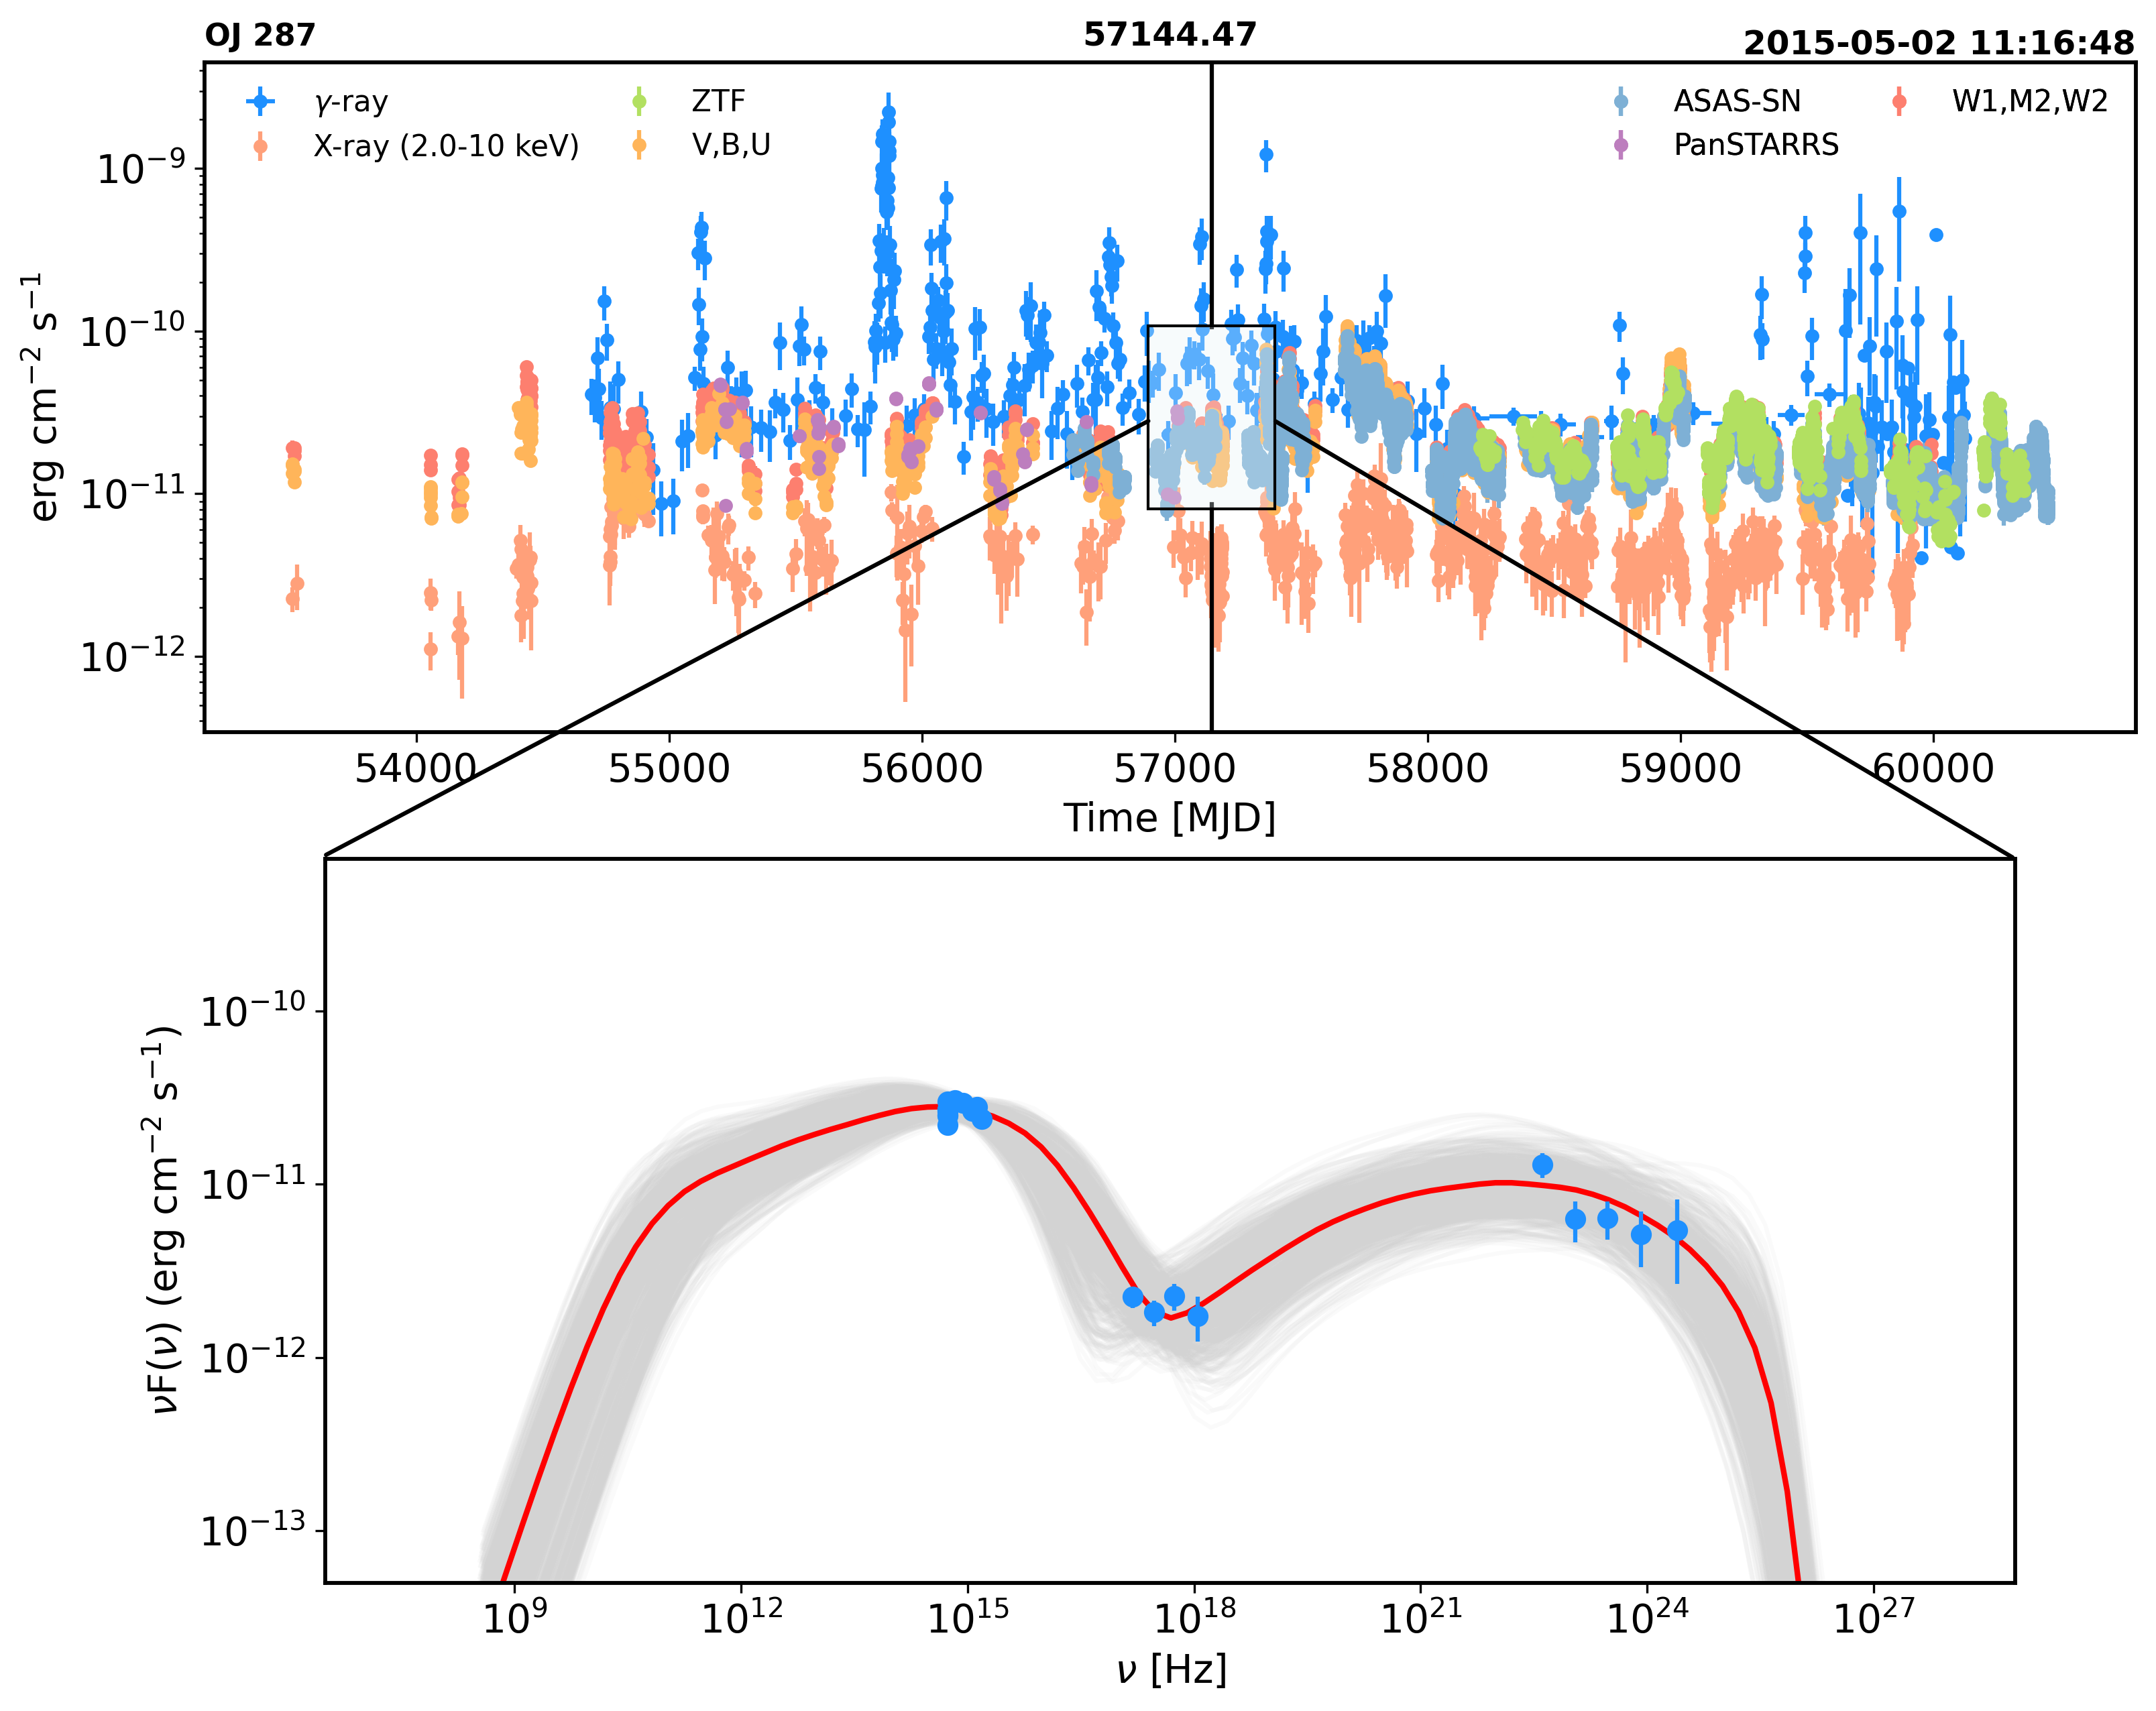 OJ 287 57144.47 2015-05-02 11:16:48
γ-ray ZTF ASAS-SN W1,M2,W2
X-ray (2.0-10 keV) V,B,U PanSTARRS
erg cm⁻² s⁻¹
10⁻⁹
10⁻¹⁰
10⁻¹¹
10⁻¹²
54000 55000 56000 57000 58000 59000 60000
Time [MJD]
νF(ν) (erg cm⁻² s⁻¹)
10⁻¹⁰
10⁻¹¹
10⁻¹²
10⁻¹³
10⁹ 10¹² 10¹⁵ 10¹⁸ 10²¹ 10²⁴ 10²⁷
ν [Hz]